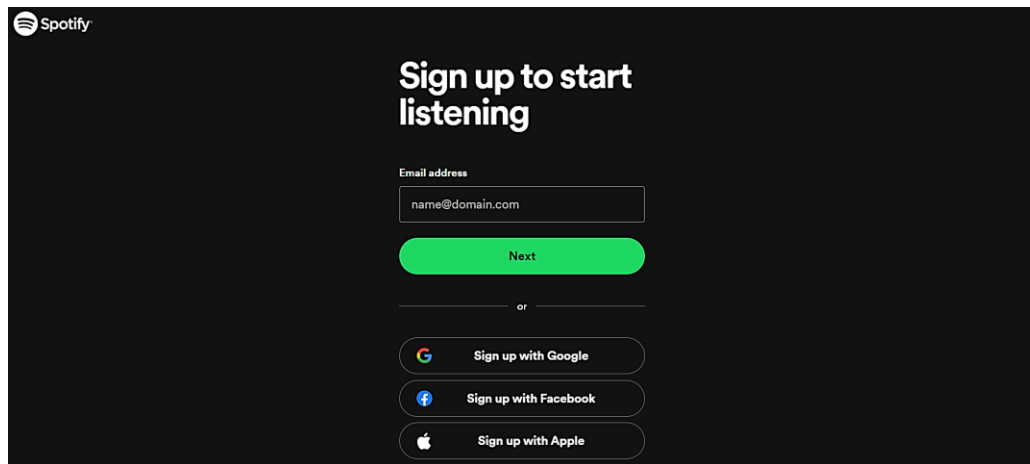 Spotify
Sign up to start
listening
Email address
name@domain.com
Next
or
Sign up with Google
Sign up with Facebook
Sign up with Apple